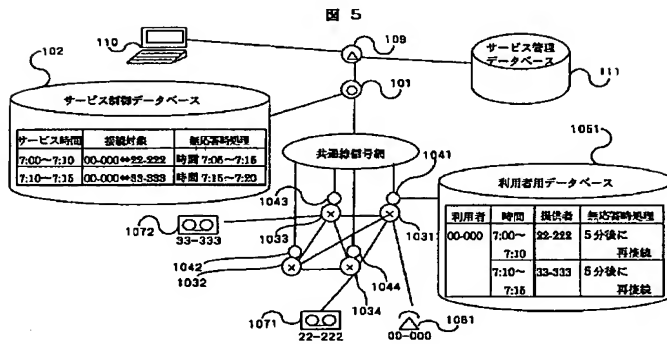 図 5
102
110
109
サービス管理
データベース
111
101
サービス制御データベース
サービス時間 接続対象 無応答時処理
7:00～7:10 00-000⇔22-222 時間 7:05～7:15
7:10～7:15 00-000⇔33-333 時間 7:15～7:20
共通線信号網
1051
1041
利用者用データベース
利用者 時間 提供者 無応答時処理
00-000 7:00～7:10 22-222 5分後に再接続
7:10～7:15 33-333 5分後に再接続
1043
1072
33-333
1033
1031
1042
1032
1044
1034
1071
22-222
1061
00-000